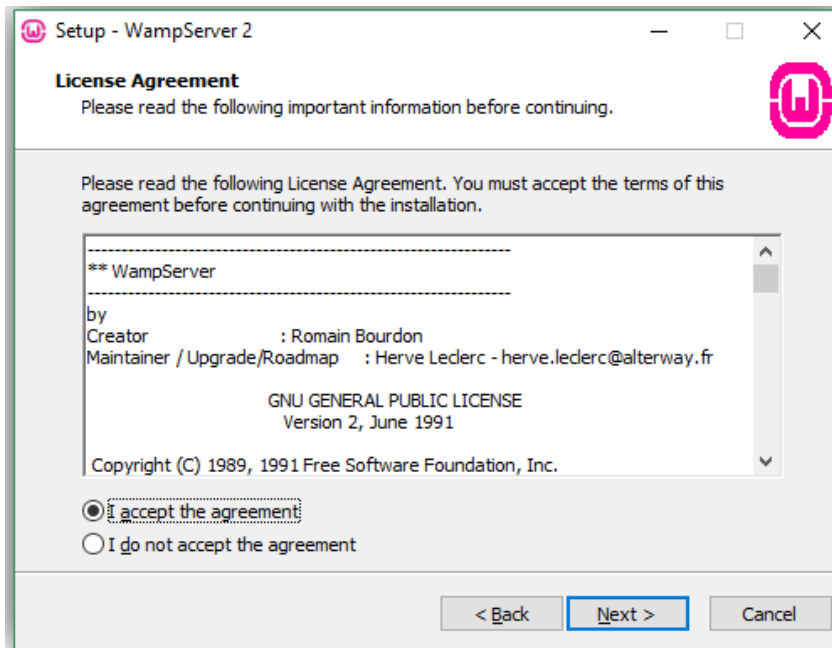 Setup - WampServer 2
License Agreement
Please read the following important information before continuing.
Please read the following License Agreement. You must accept the terms of this
agreement before continuing with the installation.
---------------------------------------------------------------
** WampServer
---------------------------------------------------------------
by
Creator : Romain Bourdon
Maintainer / Upgrade/Roadmap : Herve Leclerc - herve.leclerc@alterway.fr
GNU GENERAL PUBLIC LICENSE
Version 2, June 1991
Copyright (C) 1989, 1991 Free Software Foundation, Inc.
I accept the agreement
I do not accept the agreement
< Back Next > Cancel